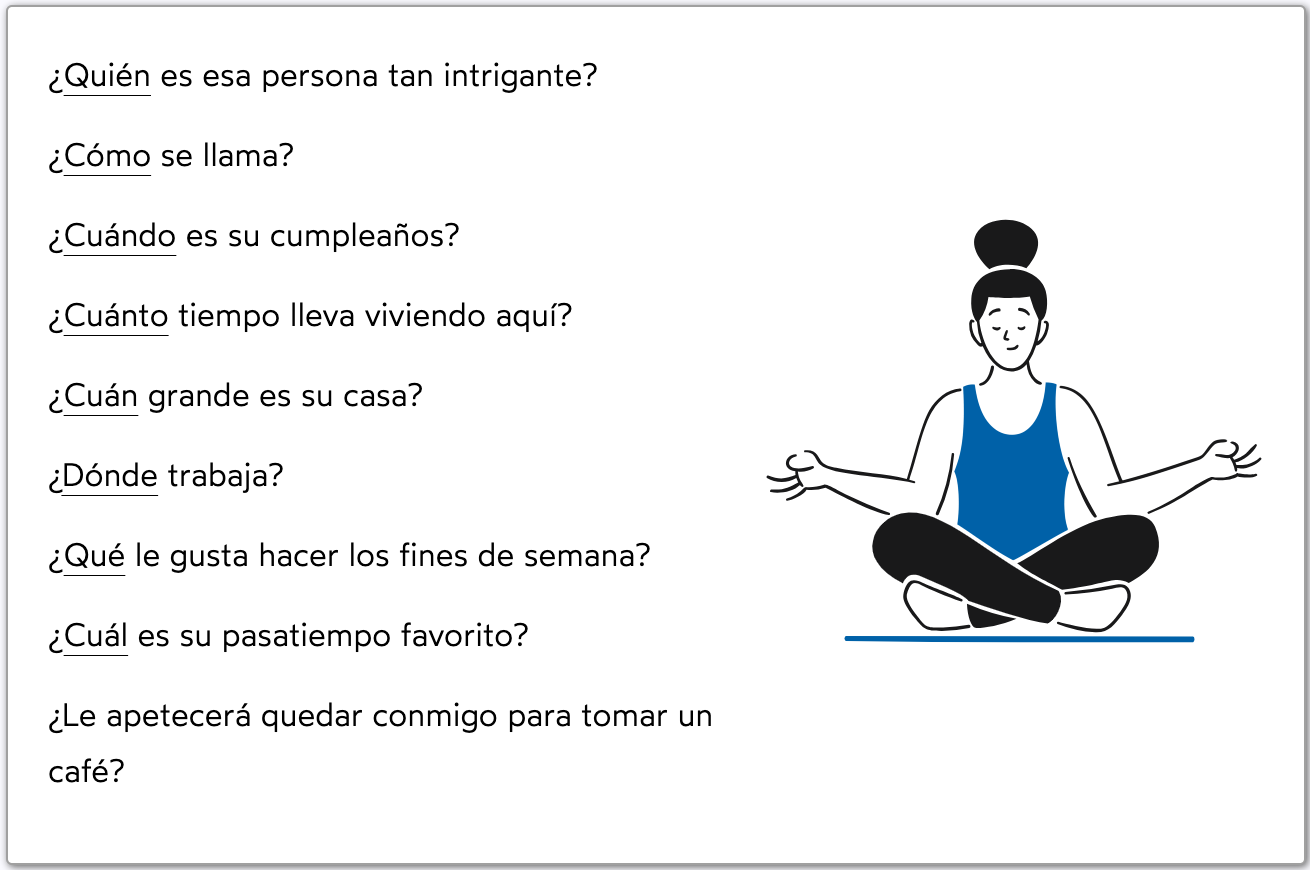 ¿Quién es esa persona tan intrigante?
¿Cómo se llama?
¿Cuándo es su cumpleaños?
¿Cuánto tiempo lleva viviendo aquí?
¿Cuán grande es su casa?
¿Dónde trabaja?
¿Qué le gusta hacer los fines de semana?
¿Cuál es su pasatiempo favorito?
¿Le apetecerá quedar conmigo para tomar un
café?